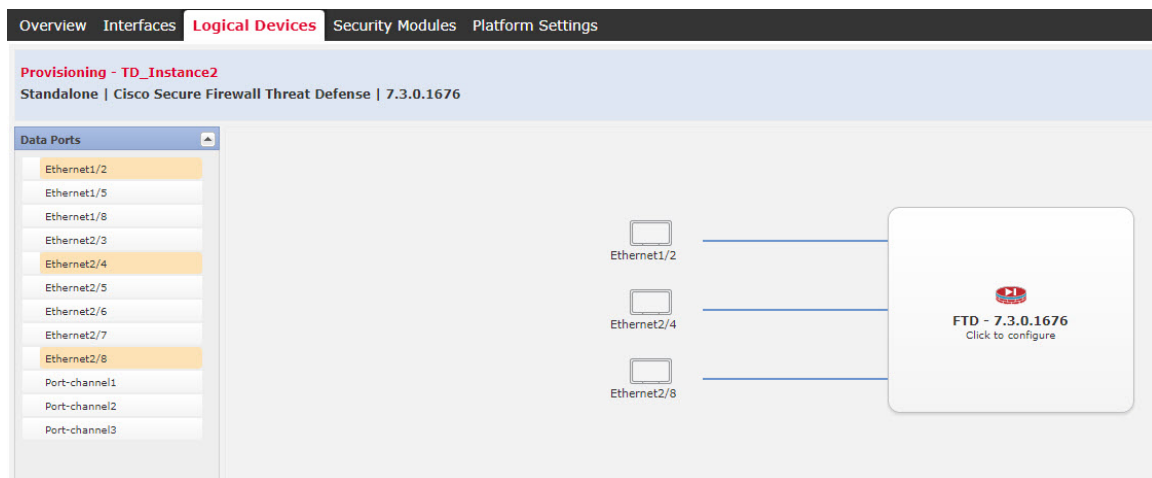 Overview Interfaces Logical Devices Security Modules Platform Settings
Provisioning - TD_Instance2
Standalone | Cisco Secure Firewall Threat Defense | 7.3.0.1676
Data Ports
Ethernet1/2
Ethernet1/5
Ethernet1/8
Ethernet2/3
Ethernet2/4
Ethernet2/5
Ethernet2/6
Ethernet2/7
Ethernet2/8
Port-channel1
Port-channel2
Port-channel3
Ethernet1/2
Ethernet2/4
Ethernet2/8
FTD - 7.3.0.1676
Click to configure